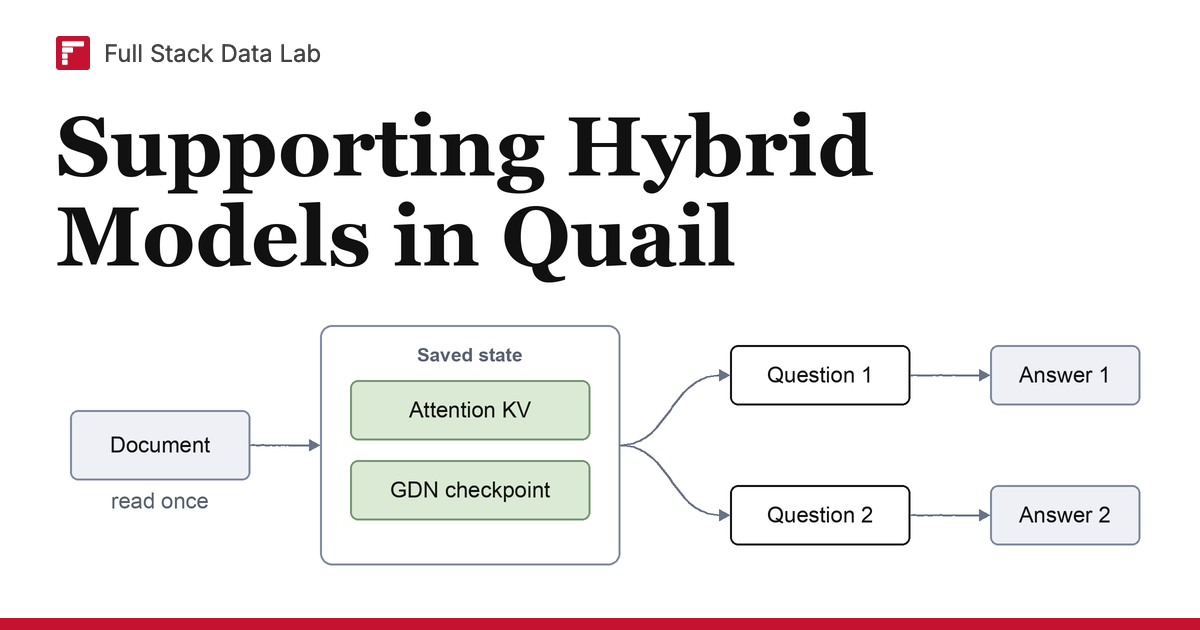 Full Stack Data Lab
Supporting Hybrid
Models in Quail
Document
read once
Saved state
Attention KV
GDN checkpoint
Question 1
Answer 1
Question 2
Answer 2